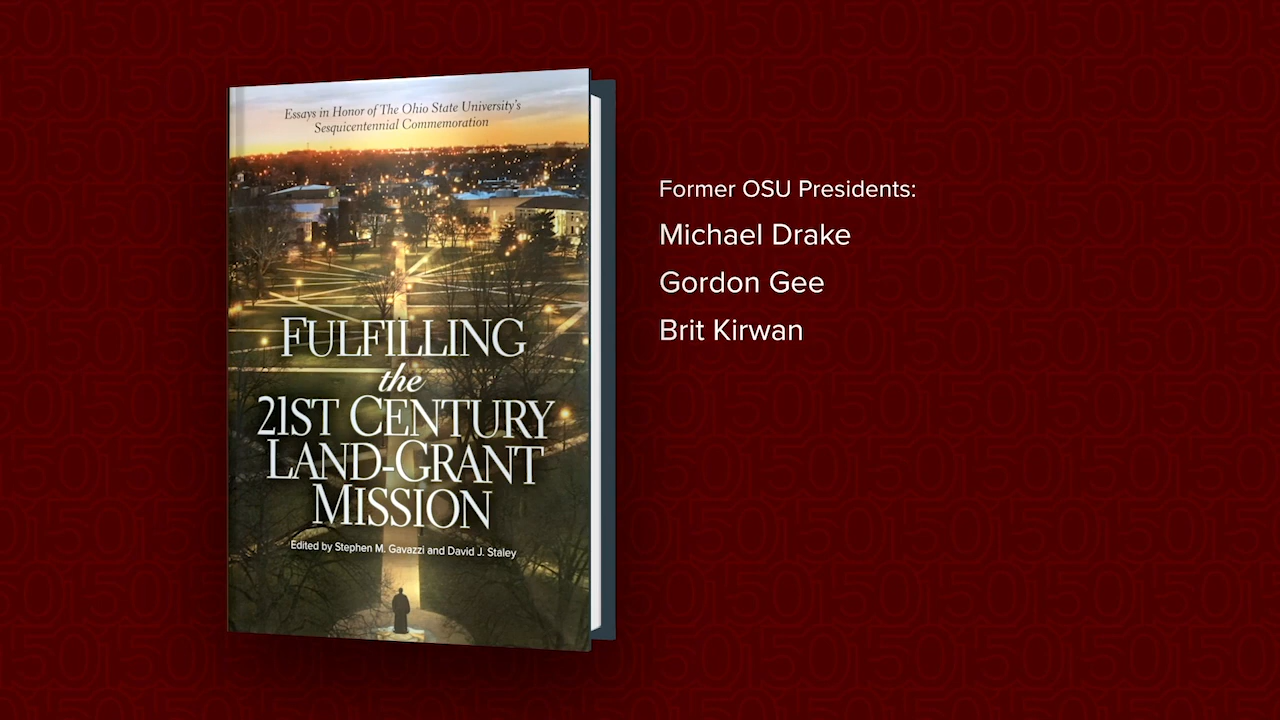 Essays in Honor of The Ohio State University's
Sesquicentennial Commemoration
FULFILLING
the
21ST CENTURY
LAND-GRANT
MISSION
Edited by Stephen M. Gavazzi and David J. Staley
Former OSU Presidents:
Michael Drake
Gordon Gee
Brit Kirwan